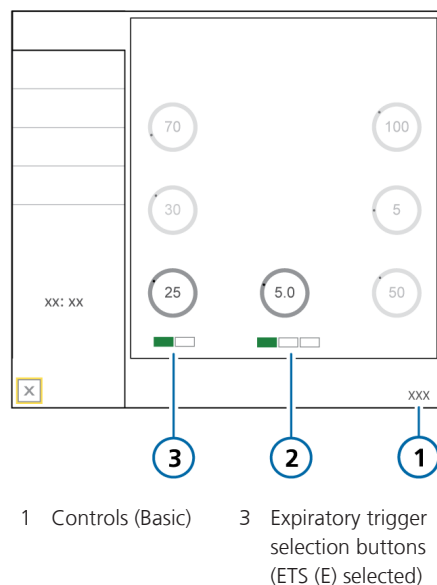 70
100
30
5
25
5.0
50
xx: xx
X
xxx
3
2
1
1 Controls (Basic)
3 Expiratory trigger
selection buttons
(ETS (E) selected)